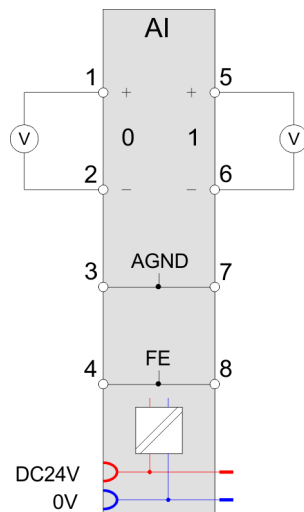 AI
1 + + 5
V 0 1 V
2 − − 6
AGND
3 7
FE
4 8
DC24V
0V